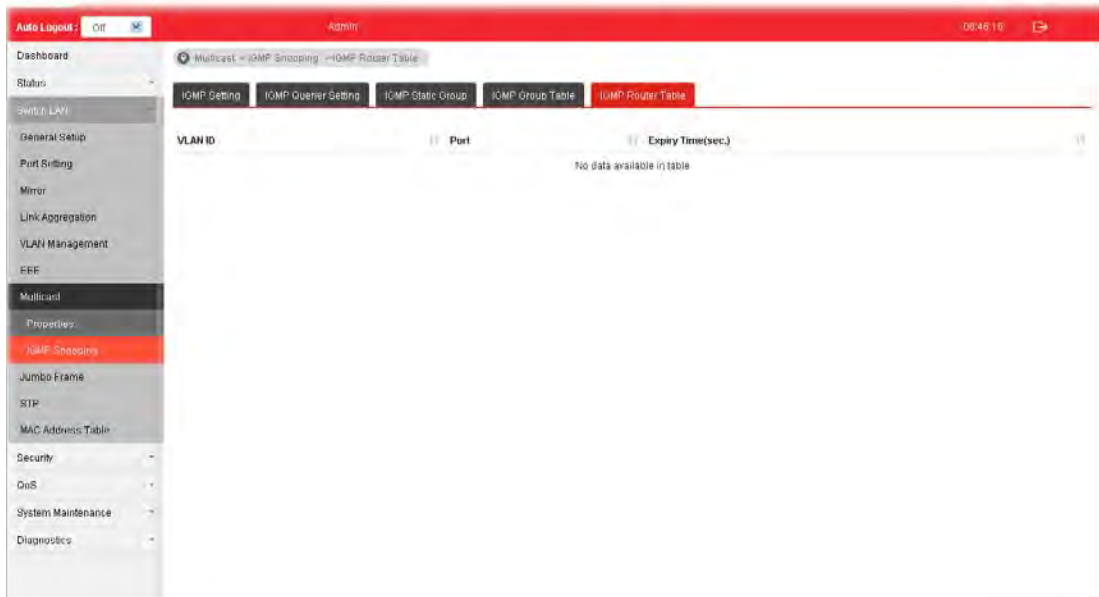 Auto Logout : Off Admin 08:46:16
Dashboard
Multicast > IGMP Snooping >IGMP Router Table
Status
IGMP Setting IGMP Querier Setting IGMP Static Group IGMP Group Table IGMP Router Table
Switch LAN
General Setup
VLAN ID Port Expiry Time(sec.)
Port Setting
No data available in table
Mirror
Link Aggregation
VLAN Management
EEE
Multicast
Properties
IGMP Snooping
Jumbo Frame
STP
MAC Address Table
Security
QoS
System Maintenance
Diagnostics